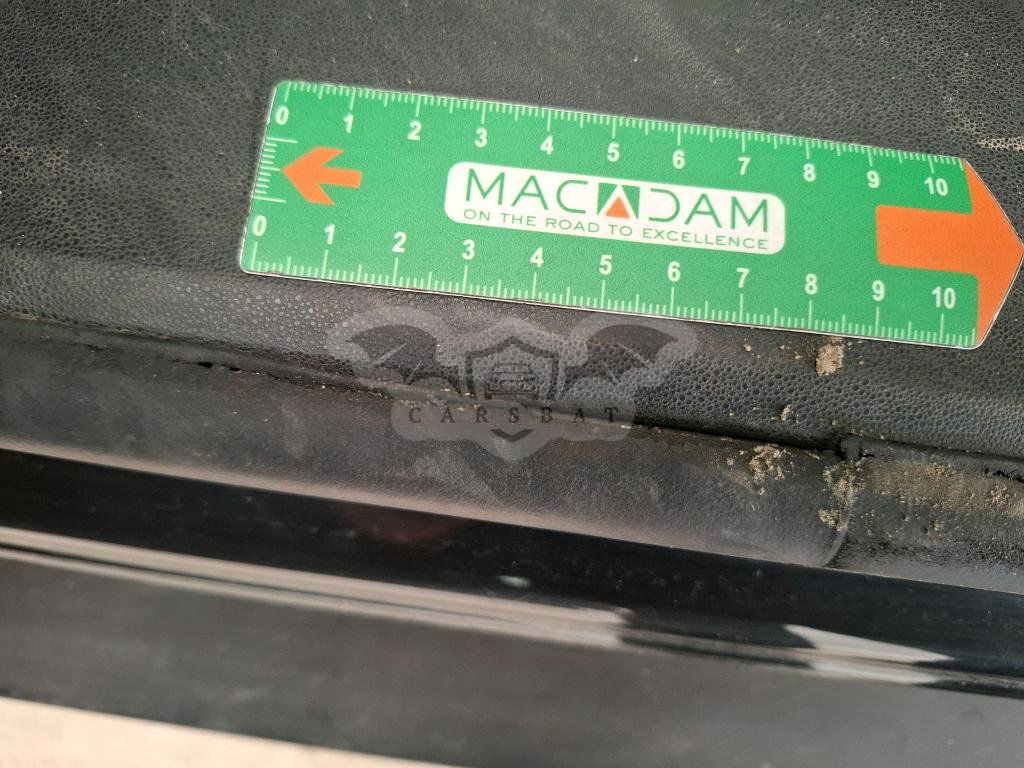 0 1 2 3 4 5 6 7 8 9 10
MACADAM
ON THE ROAD TO EXCELLENCE
0 1 2 3 4 5 6 7 8 9 10
CARSBAT